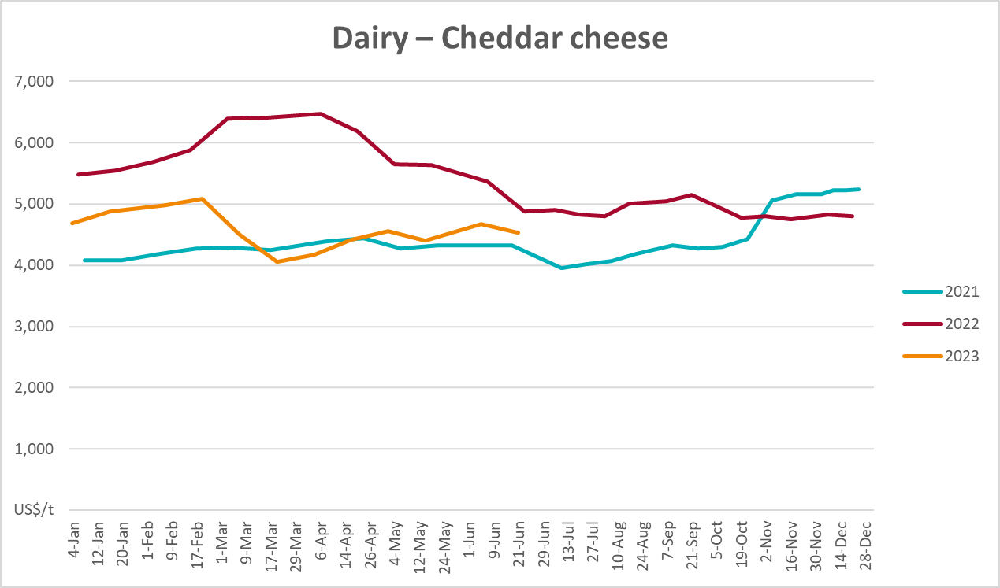 Dairy – Cheddar cheese
7,000
6,000
5,000
4,000
3,000
2,000
1,000
US$/t
4-Jan
12-Jan
20-Jan
1-Feb
9-Feb
17-Feb
1-Mar
9-Mar
17-Mar
29-Mar
6-Apr
14-Apr
26-Apr
4-May
12-May
24-May
1-Jun
9-Jun
21-Jun
29-Jun
13-Jul
27-Jul
10-Aug
24-Aug
7-Sep
21-Sep
5-Oct
19-Oct
2-Nov
16-Nov
30-Nov
14-Dec
28-Dec
2021
2022
2023